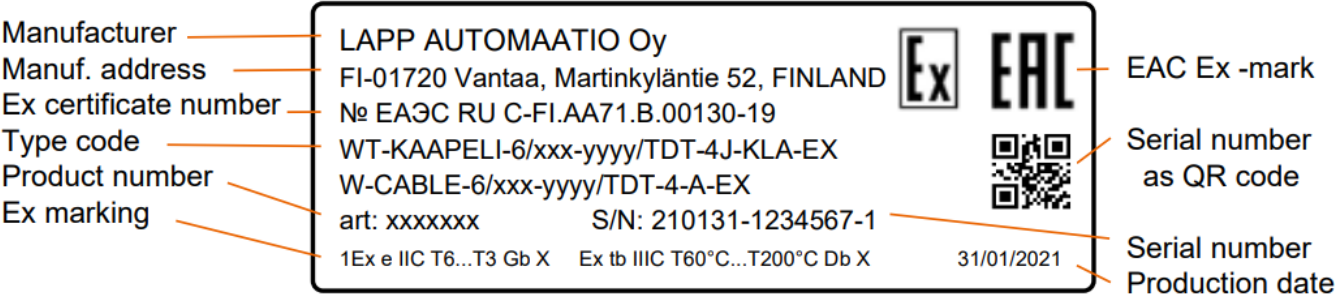 Manufacturer
Manuf. address
Ex certificate number
Type code
Product number
Ex marking
LAPP AUTOMAATIO Oy
FI-01720 Vantaa, Martinkyläntie 52, FINLAND
№ ЕАЭС RU C-FI.AA71.B.00130-19
WT-KAAPELI-6/xxx-yyyy/TDT-4J-KLA-EX
W-CABLE-6/xxx-yyyy/TDT-4-A-EX
art: xxxxxxx S/N: 210131-1234567-1
1Ex e IIC T6...T3 Gb X Ex tb IIIC T60°C...T200°C Db X 31/01/2021
Ex EAC
EAC Ex -mark
Serial number
as QR code
Serial number
Production date